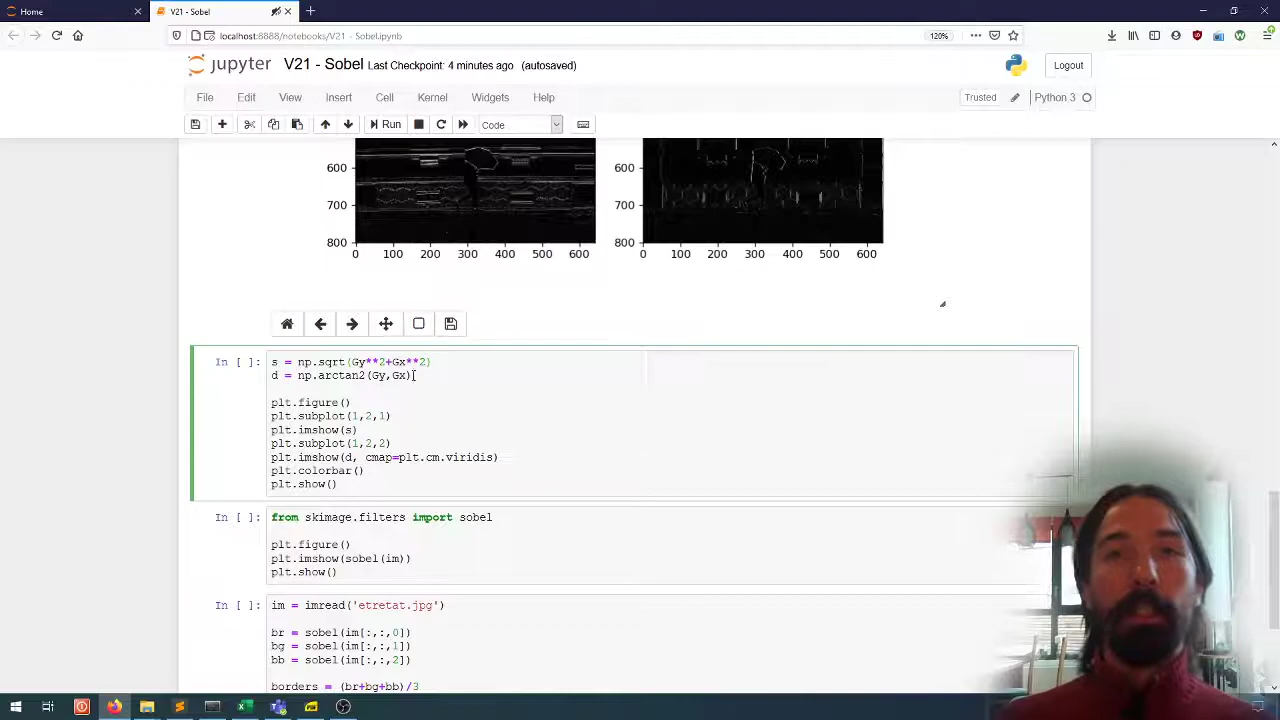 Home
V21 - Sobel
localhost:8888/notebooks/V21 - Sobel.ipynb
120%
jupyter V21 - Sobel Last Checkpoint: 4 minutes ago (autosaved)
Logout
File Edit View Insert Cell Kernel Widgets Help
Trusted
Python 3
Run
Code
600
600
700
700
800
800
0 100 200 300 400 500 600
0 100 200 300 400 500 600
In [ ]: s = np.sqrt(Gy**2+Gx**2)
d = np.arctan2(Gy,Gx)
plt.figure()
plt.subplot(1,2,1)
plt.imshow(s)
plt.subplot(1,2,2)
plt.imshow(d, cmap=plt.cm.viridis)
plt.colorbar()
plt.show()
In [ ]: from skimage.filters import sobel
plt.figure()
plt.imshow(sobel(im))
plt.show()
In [ ]: im = imread('etretat.jpg')
br = sobel(im[:,:,0])
bg = sobel(im[:,:,1])
bb = sobel(im[:,:,2])
borders = (br+bg+bb)/3